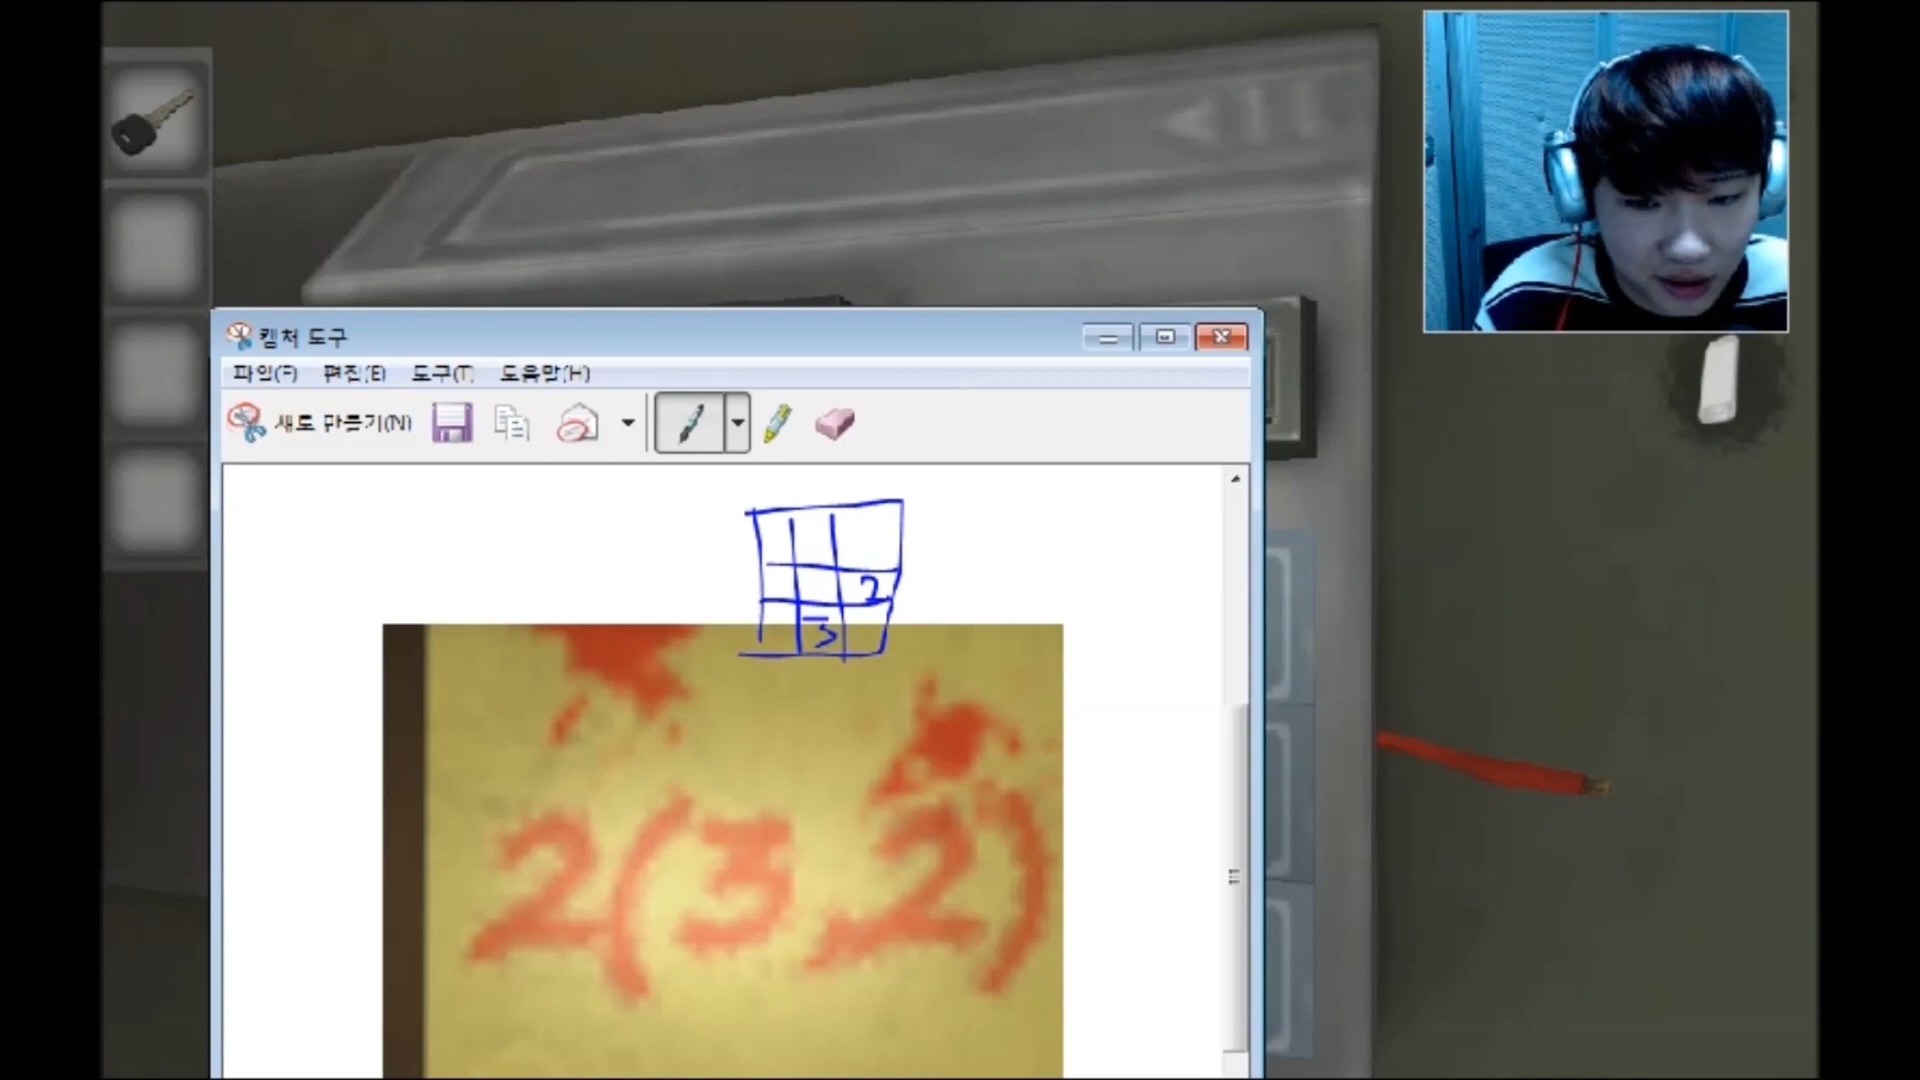 캡처 도구
파일(F) 편집(E) 도구(T) 도움말(H)
새로 만들기(N)
2
3
2(3,2)